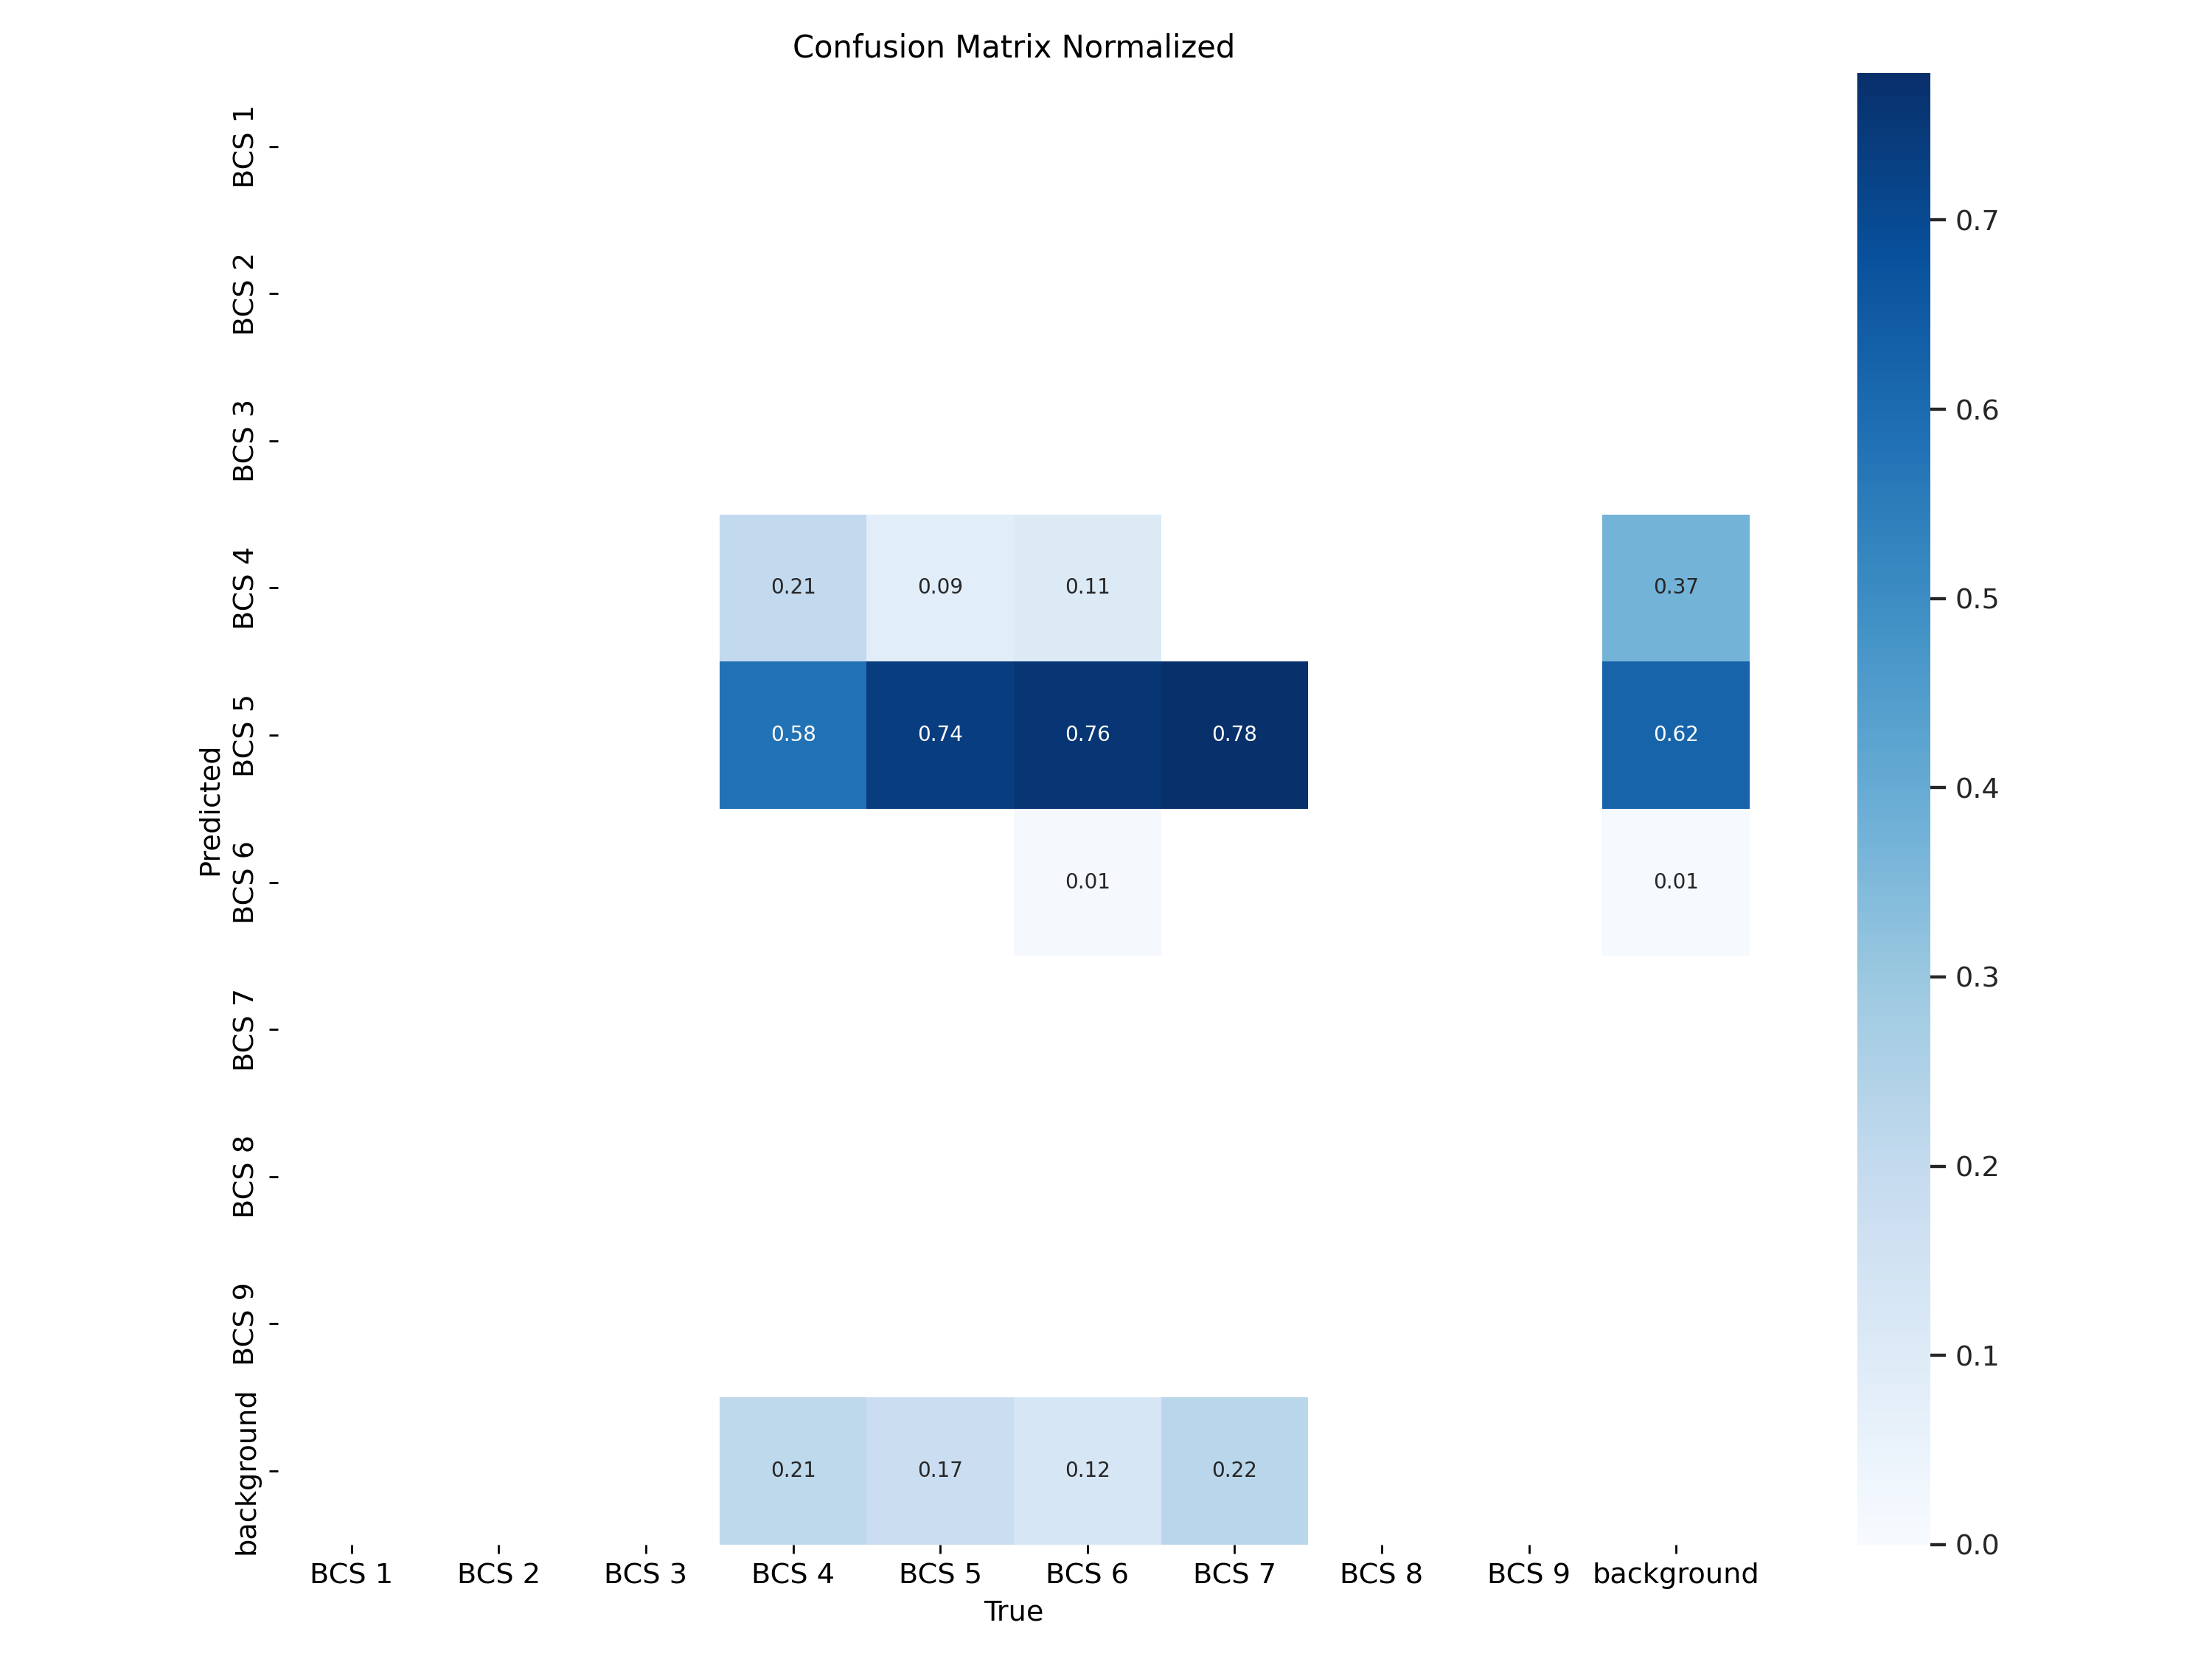 Confusion Matrix Normalized
BCS 1
BCS 2
BCS 3
BCS 4
0.21 0.09 0.11 0.37
BCS 5
0.58 0.74 0.76 0.78 0.62
BCS 6
0.01 0.01
BCS 7
BCS 8
BCS 9
background
0.21 0.17 0.12 0.22
Predicted
BCS 1 BCS 2 BCS 3 BCS 4 BCS 5 BCS 6 BCS 7 BCS 8 BCS 9 background
True
0.7
0.6
0.5
0.4
0.3
0.2
0.1
0.0